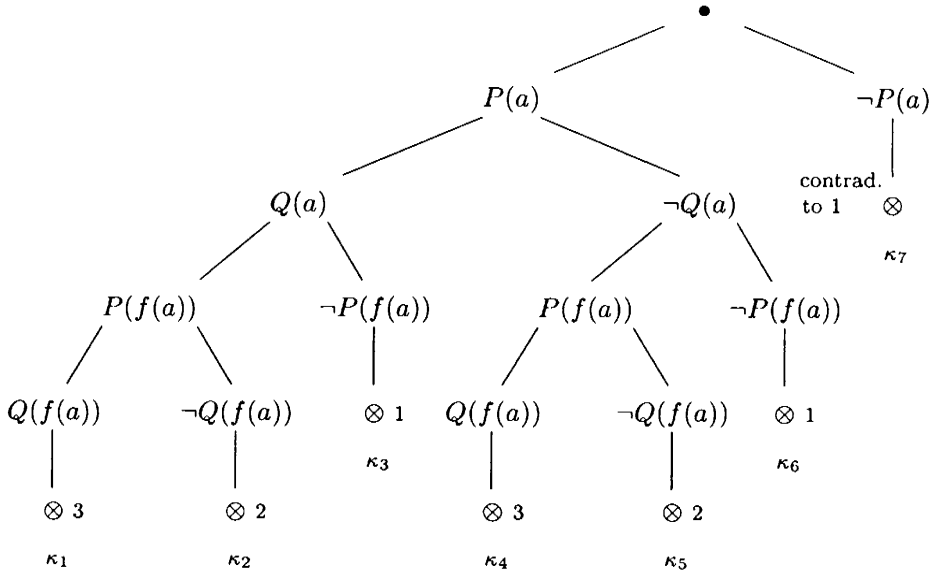 •
P(a) ¬P(a)
contrad.
Q(a) ¬Q(a) to 1 ⊗
κ₇
P(f(a)) ¬P(f(a)) P(f(a)) ¬P(f(a))
Q(f(a)) ¬Q(f(a)) ⊗ 1 Q(f(a)) ¬Q(f(a)) ⊗ 1
κ₃ κ₆
⊗ 3 ⊗ 2 ⊗ 3 ⊗ 2
κ₁ κ₂ κ₄ κ₅